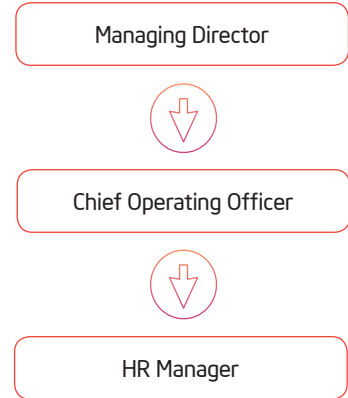 Managing Director
Chief Operating Officer
HR Manager